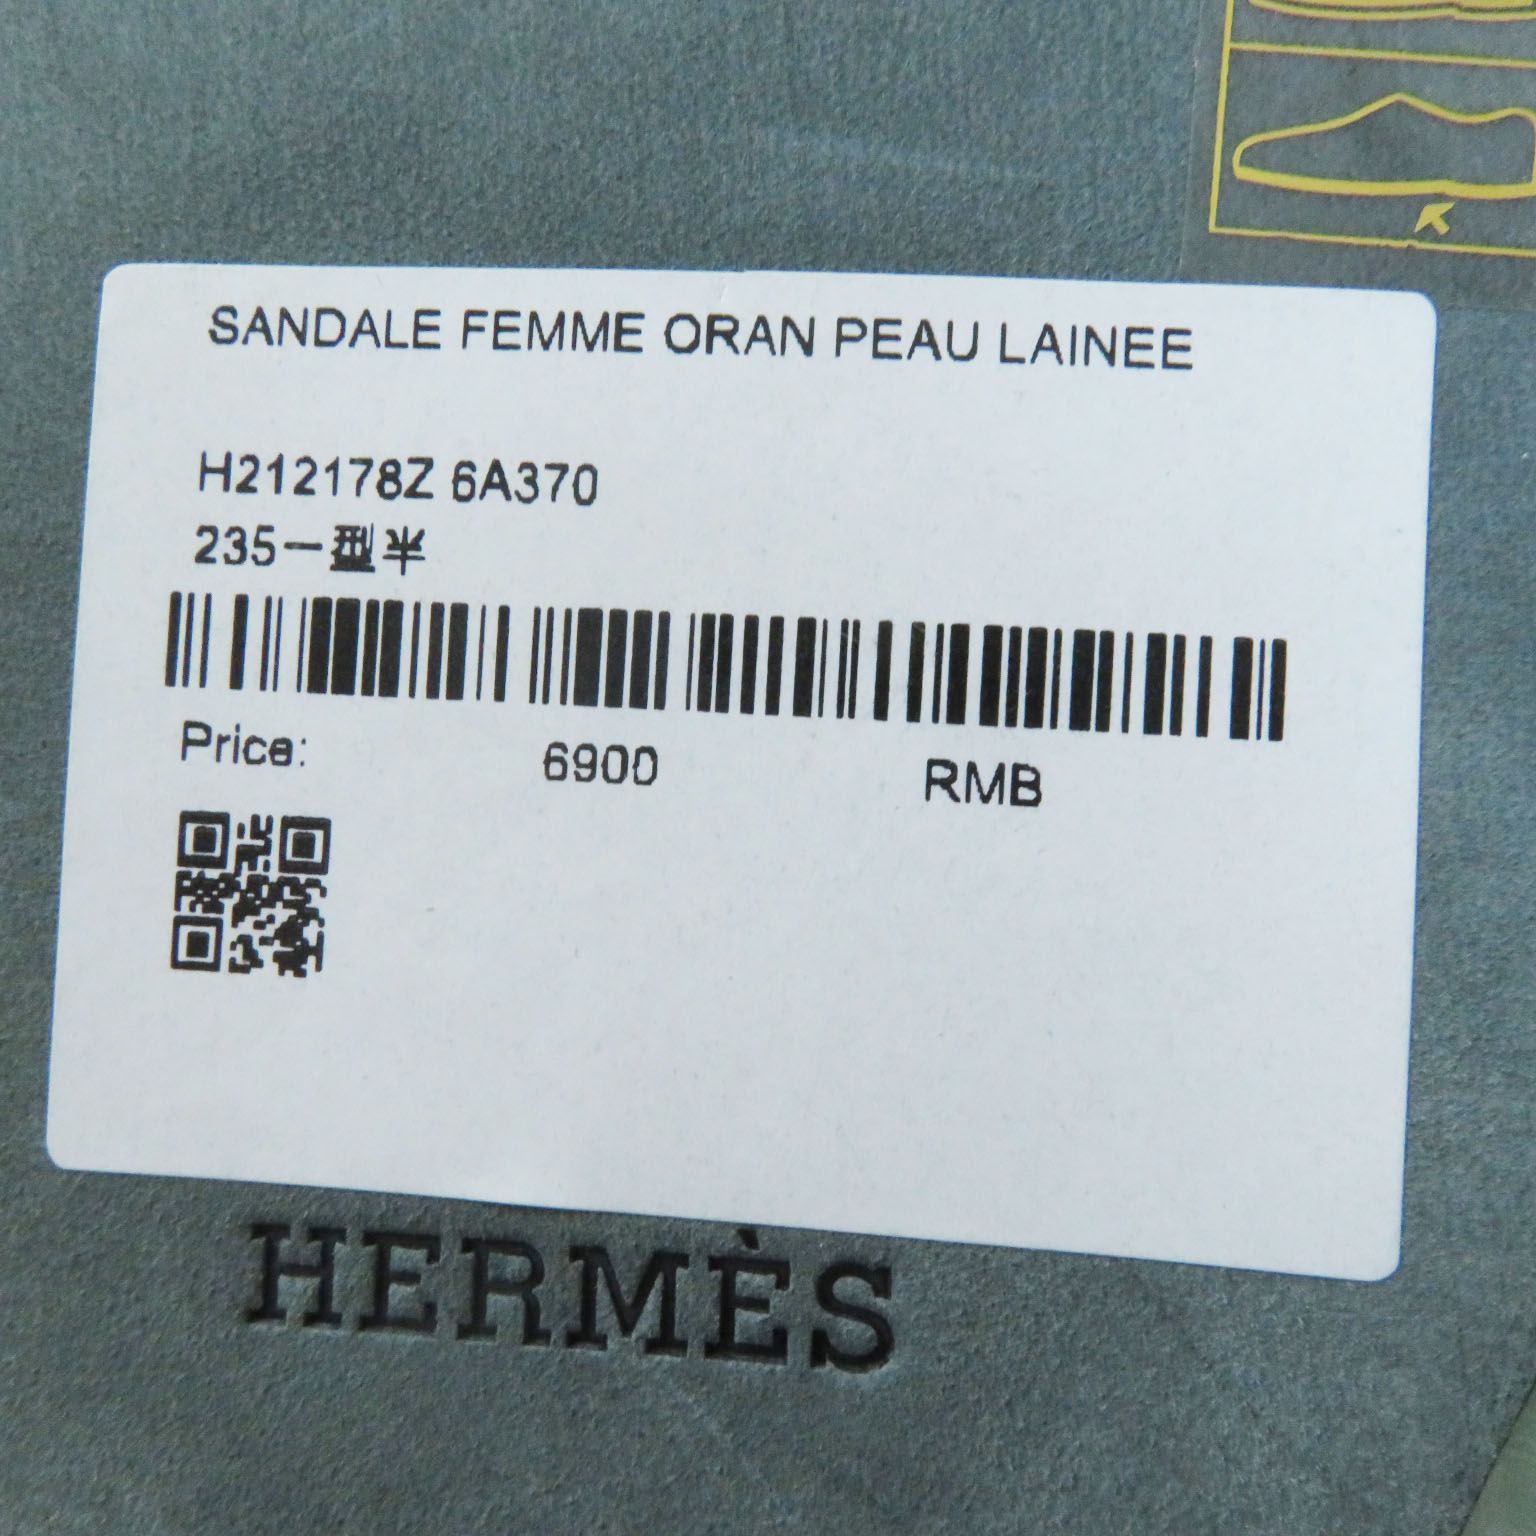 SANDALE FEMME ORAN PEAU LAINEE
H212178Z 6A370
235一型半
Price: 6900 RMB
HERMÈS